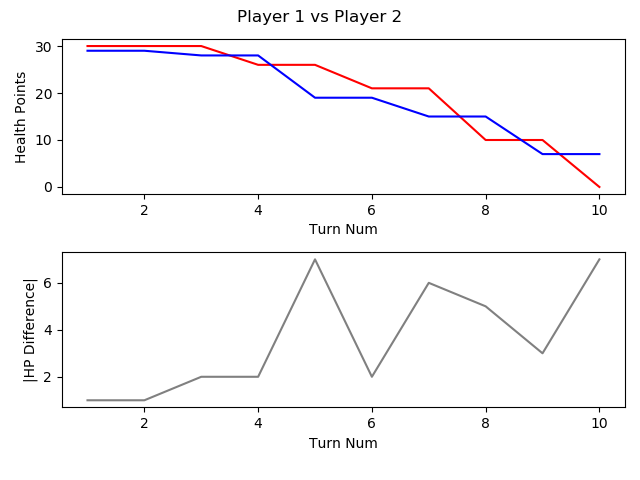 Player 1 vs Player 2
30
20
10
0
Health Points
2 4 6 8 10
Turn Num
6
4
2
|HP Difference|
2 4 6 8 10
Turn Num